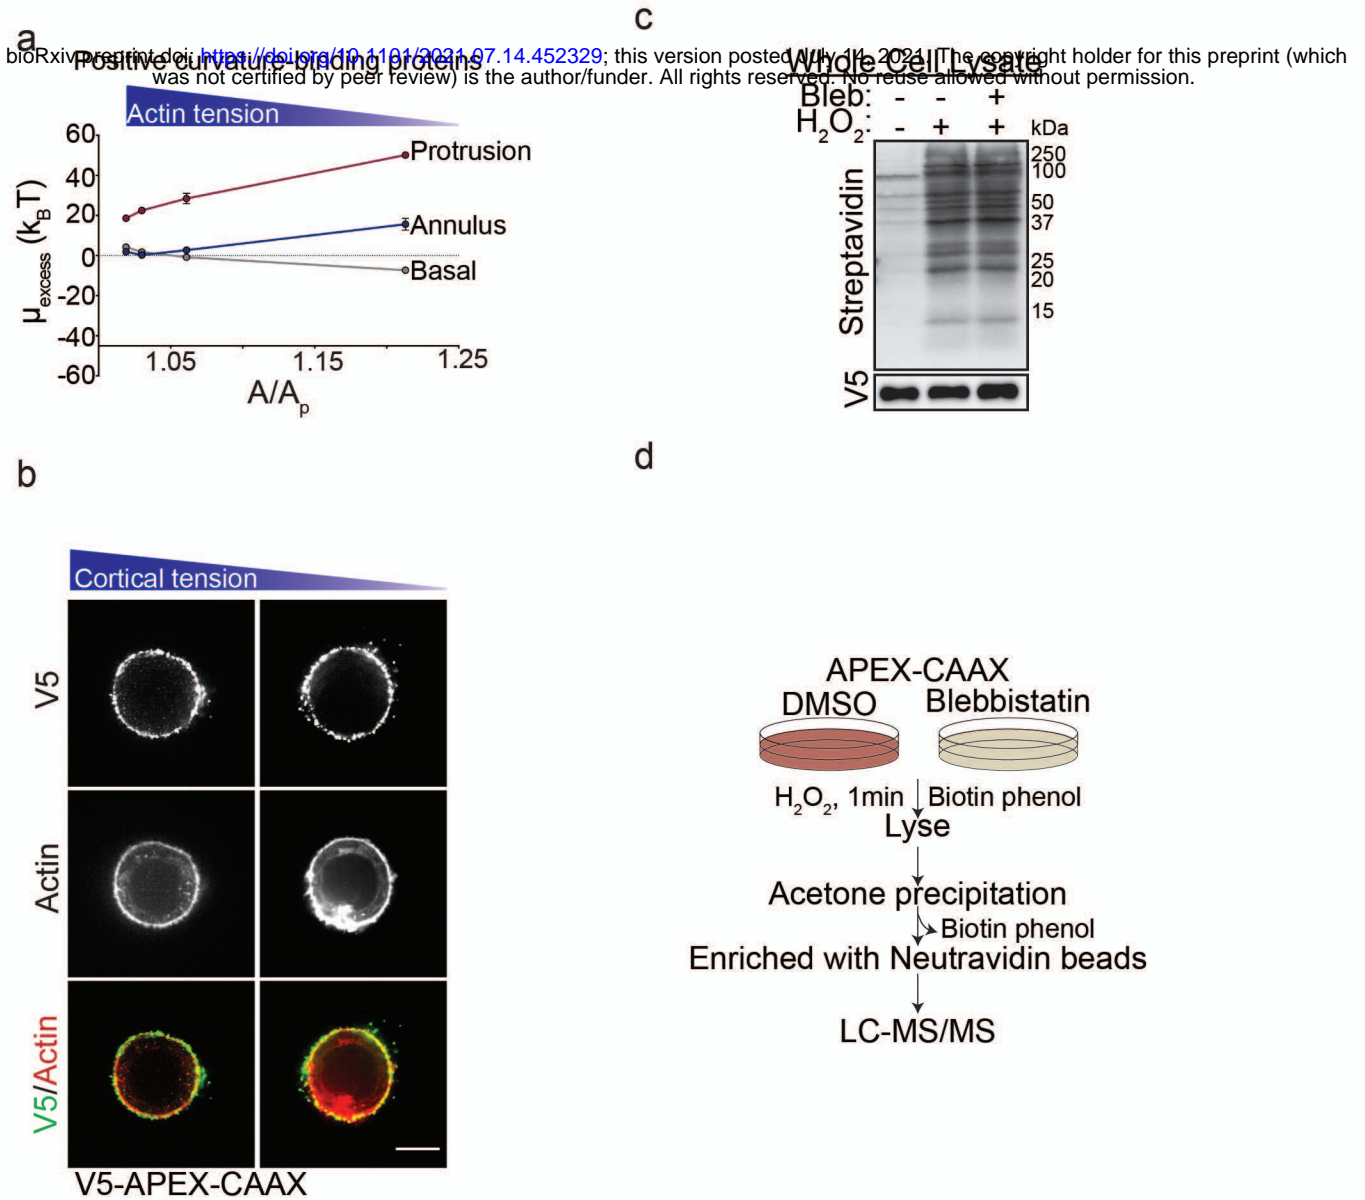 a
c
bioRxiv preprint doi: https://doi.org/10.1101/2021.07.14.452329; this version posted July 14, 2021. The copyright holder for this preprint (which
was not certified by peer review) is the author/funder. All rights reserved. No reuse allowed without permission.
Positive curvature-binding proteins
Actin tension
60
40
20
0
-20
-40
-60
μexcess (kBT)
Protrusion
Annulus
Basal
1.05
1.15
1.25
A/Ap
Whole Cell Lysate
Bleb: - - +
H2O2: - + +
kDa
250
100
50
37
25
20
15
Streptavidin
V5
b
Cortical tension
V5
Actin
V5/Actin
V5-APEX-CAAX
d
APEX-CAAX
DMSO
Blebbistatin
H2O2, 1min
Biotin phenol
Lyse
Acetone precipitation
Biotin phenol
Enriched with Neutravidin beads
LC-MS/MS